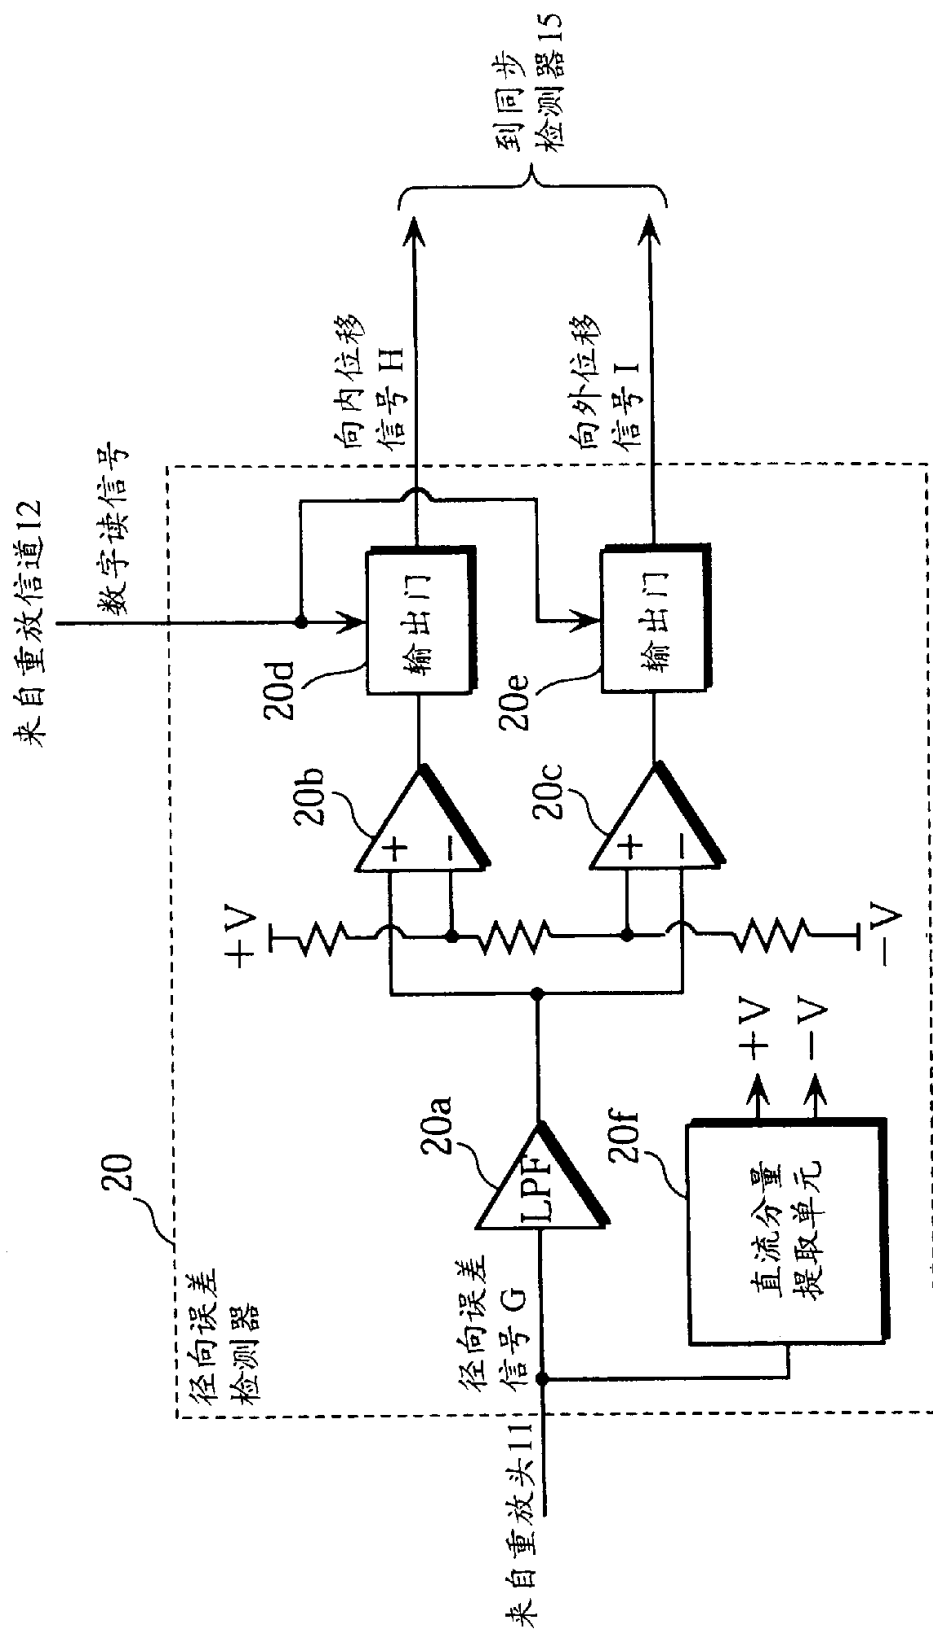 20
径向误差
检测器
来自重放头11
径向误差
信号 G
LPF
20a
直流分量
提取单元
20f
+V
−V
+V
−V
+
−
20b
+
−
20c
输出门
20d
输出门
20e
来自重放信道12
数字读信号
向内位移
信号 H
向外位移
信号 I
到同步
检测器15